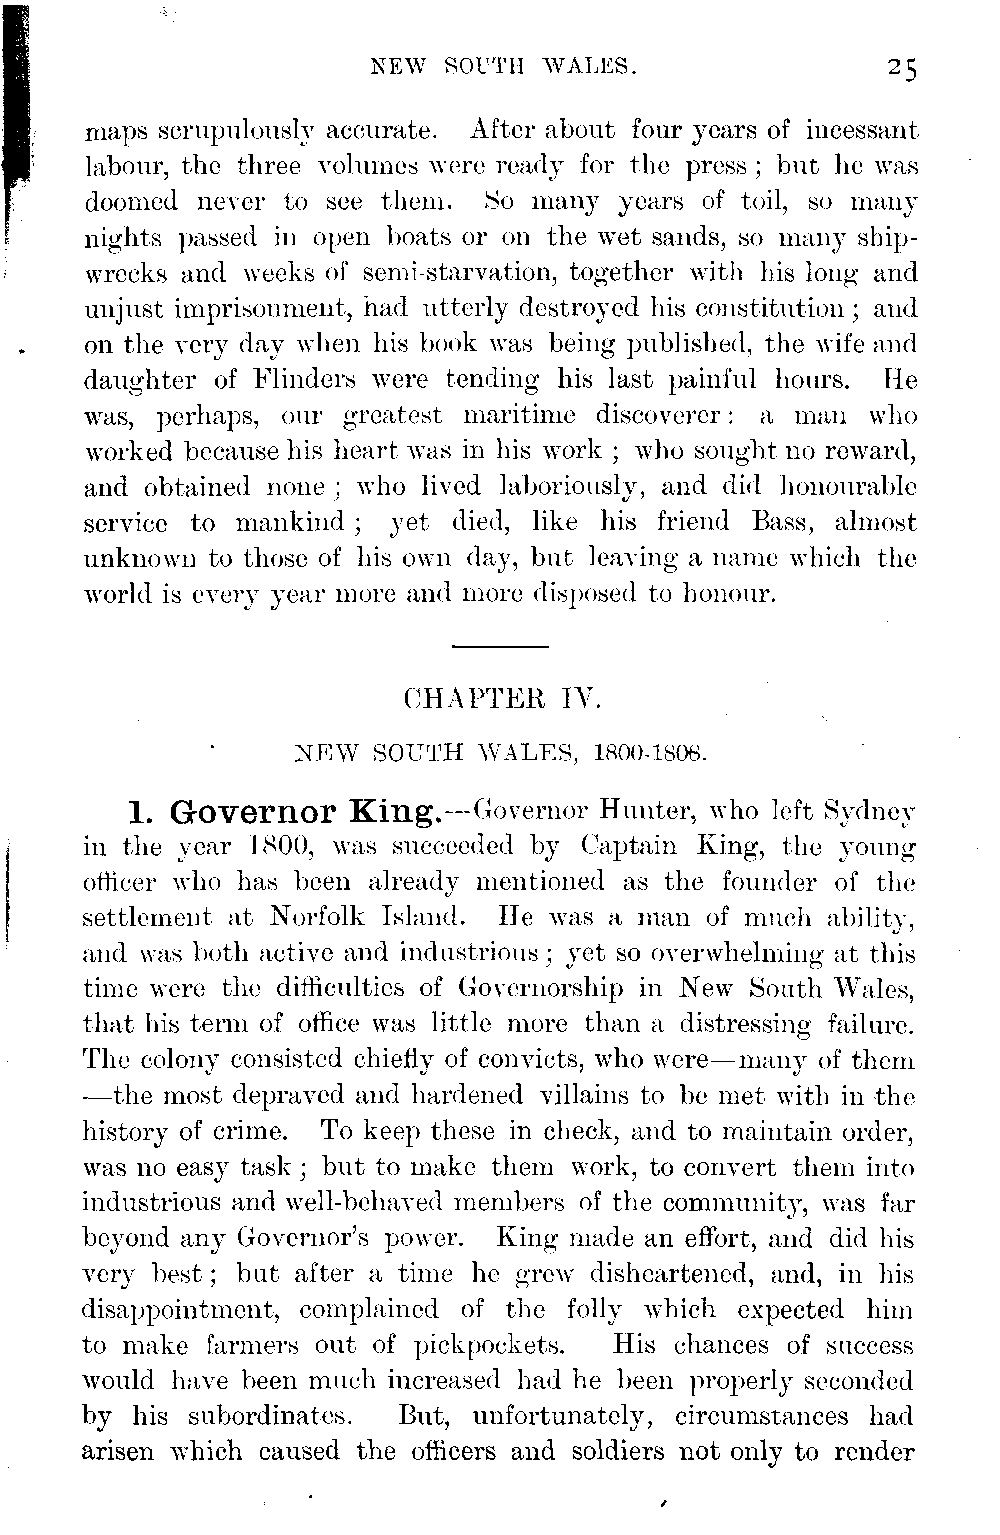 NEW SOUTH WALES. 25
maps scrupulously accurate. After about four years of incessant
labour, the three volumes were ready for the press ; but he was
doomed never to see them. So many years of toil, so many
nights passed in open boats or on the wet sands, so many ship-
wrecks and weeks of semi-starvation, together with his long and
unjust imprisonment, had utterly destroyed his constitution ; and
on the very day when his book was being published, the wife and
daughter of Flinders were tending his last painful hours. He
was, perhaps, our greatest maritime discoverer: a man who
worked because his heart was in his work ; who sought no reward,
and obtained none ; who lived laboriously, and did honourable
service to mankind ; yet died, like his friend Bass, almost
unknown to those of his own day, but leaving a name which the
world is every year more and more disposed to honour.
CHAPTER IV.
NEW SOUTH WALES, 1800-1808.
1. Governor King.—Governor Hunter, who left Sydney
in the year 1800, was succeeded by Captain King, the young
officer who has been already mentioned as the founder of the
settlement at Norfolk Island. He was a man of much ability,
and was both active and industrious ; yet so overwhelming at this
time were the difficulties of Governorship in New South Wales,
that his term of office was little more than a distressing failure.
The colony consisted chiefly of convicts, who were—many of them
—the most depraved and hardened villains to be met with in the
history of crime. To keep these in check, and to maintain order,
was no easy task ; but to make them work, to convert them into
industrious and well-behaved members of the community, was far
beyond any Governor's power. King made an effort, and did his
very best ; but after a time he grew disheartened, and, in his
disappointment, complained of the folly which expected him
to make farmers out of pickpockets. His chances of success
would have been much increased had he been properly seconded
by his subordinates. But, unfortunately, circumstances had
arisen which caused the officers and soldiers not only to render